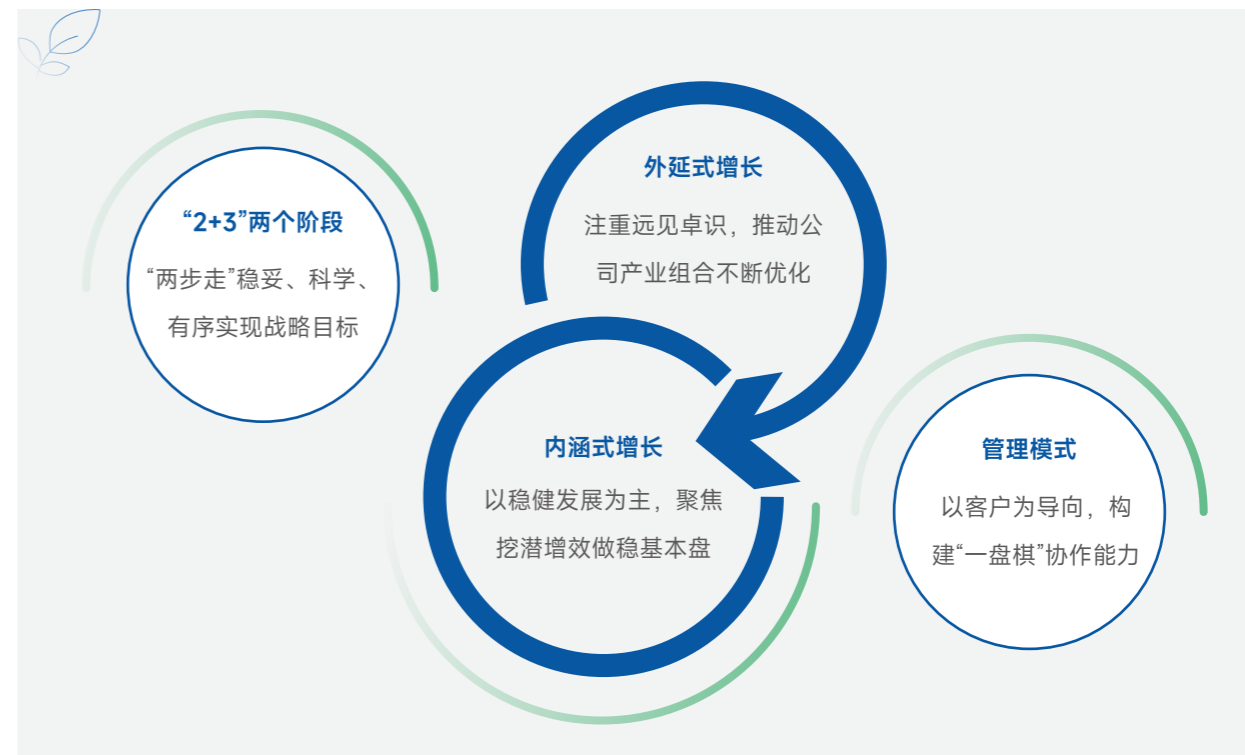 “2+3”两个阶段
“两步走”稳妥、科学、
有序实现战略目标
外延式增长
注重远见卓识，推动公
司产业组合不断优化
内涵式增长
以稳健发展为主，聚焦
挖潜增效做稳基本盘
管理模式
以客户为导向，构
建“一盘棋”协作能力